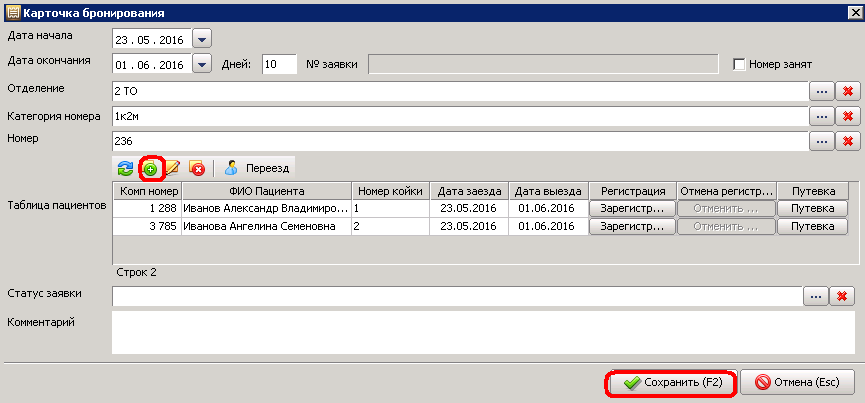 Карточка бронирования
Дата начала 23 . 05 . 2016
Дата окончания 01 . 06 . 2016 Дней: 10 № заявки Номер занят
Отделение 2 ТО ...
Категория номера 1к2м ...
Номер 236 ...
Переезд
Таблица пациентов
Комп номер ФИО Пациента Номер койки Дата заезда Дата выезда Регистрация Отмена регистр... Путевка
1 288 Иванов Александр Владимиро... 1 23.05.2016 01.06.2016 Зарегистр... Отменить ... Путевка
3 785 Иванова Ангелина Семеновна 2 23.05.2016 01.06.2016 Зарегистр... Отменить ... Путевка
Строк 2
Статус заявки ...
Комментарий
Сохранить (F2) Отмена (Esc)